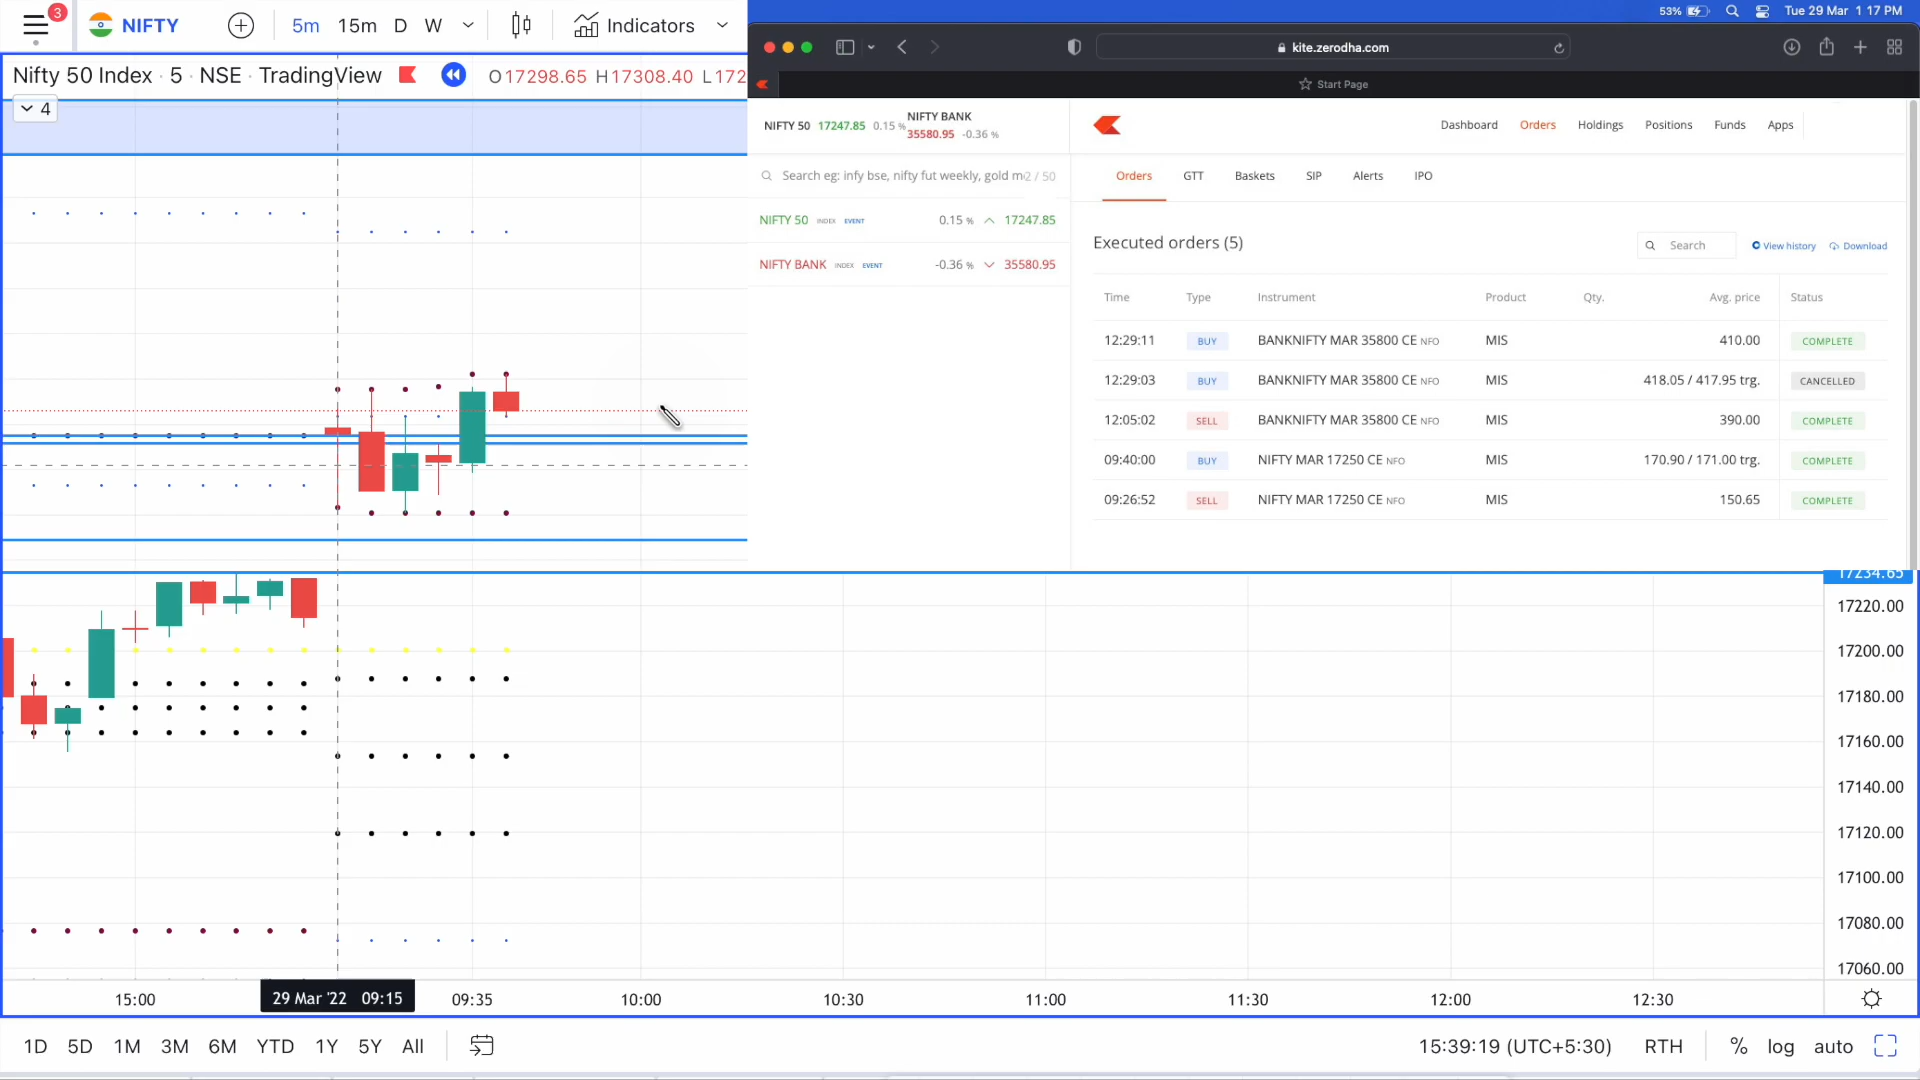 3
NIFTY
5m 15m D W
Indicators
Nifty 50 Index · 5 · NSE · TradingView
O17298.65 H17308.40 L172
4
53%
Tue 29 Mar 1 17 PM
kite.zerodha.com
Start Page
NIFTY 50 17247.85 0.15 %
NIFTY BANK
35580.95 -0.36 %
Dashboard Orders Holdings Positions Funds Apps
Search eg: infy bse, nifty fut weekly, gold m 2 / 50
NIFTY 50 INDEX EVENT 0.15 % 17247.85
NIFTY BANK INDEX EVENT -0.36 % 35580.95
Orders GTT Baskets SIP Alerts IPO
Executed orders (5)
Search
View history
Download
Time Type Instrument Product Qty. Avg. price Status
12:29:11 BUY BANKNIFTY MAR 35800 CE NFO MIS 410.00 COMPLETE
12:29:03 BUY BANKNIFTY MAR 35800 CE NFO MIS 418.05 / 417.95 trg. CANCELLED
12:05:02 SELL BANKNIFTY MAR 35800 CE NFO MIS 390.00 COMPLETE
09:40:00 BUY NIFTY MAR 17250 CE NFO MIS 170.90 / 171.00 trg. COMPLETE
09:26:52 SELL NIFTY MAR 17250 CE NFO MIS 150.65 COMPLETE
17234.65
17220.00
17200.00
17180.00
17160.00
17140.00
17120.00
17100.00
17080.00
17060.00
15:00 29 Mar '22 09:15 09:35 10:00 10:30 11:00 11:30 12:00 12:30
1D 5D 1M 3M 6M YTD 1Y 5Y All
15:39:19 (UTC+5:30) RTH % log auto